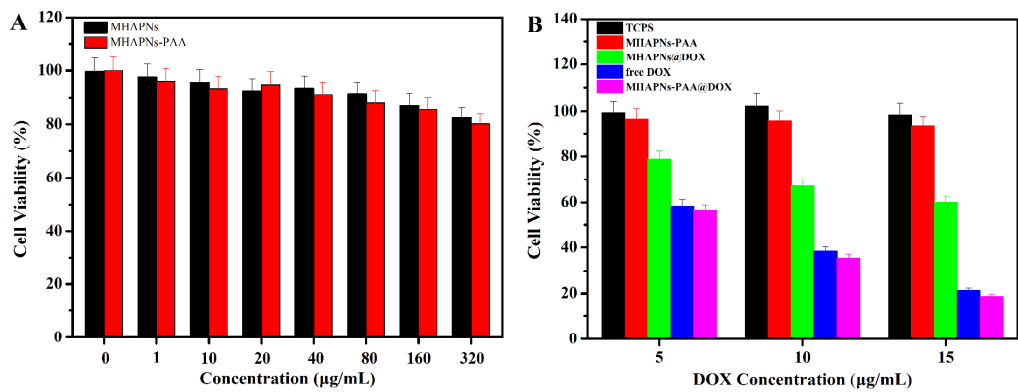 A
MHAPNs
MHAPNs-PAA
120
100
80
60
40
20
0
Cell Viability (%)
0 1 10 20 40 80 160 320
Concentration (μg/mL)
B
TCPS
MHAPNs-PAA
MHAPNs@DOX
free DOX
MHAPNs-PAA@DOX
140
120
100
80
60
40
20
0
Cell Viability (%)
5 10 15
DOX Concentration (μg/mL)